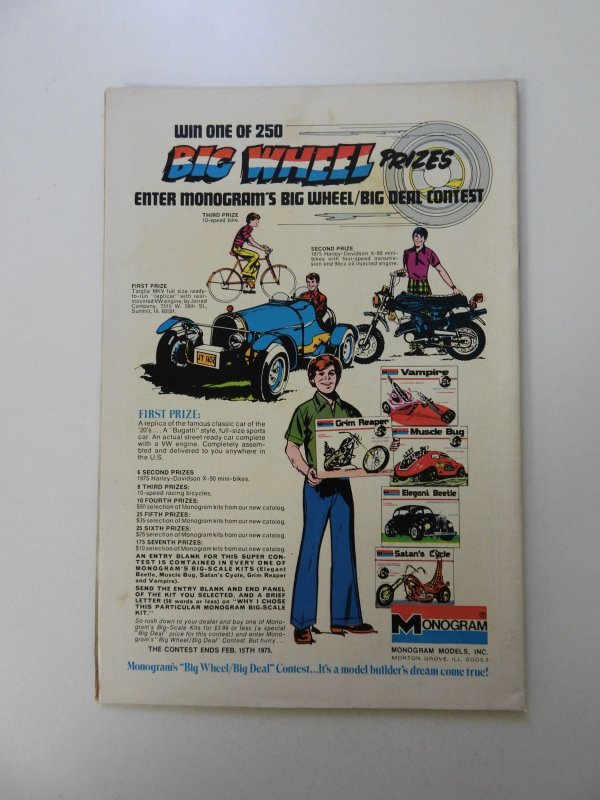 WIN ONE OF 250
BIG WHEEL PRIZES
ENTER MONOGRAM'S BIG WHEEL/BIG DEAL CONTEST
THIRD PRIZE
10-speed bike.
SECOND PRIZE
1975 Harley-Davidson X-90 mini-
bikes with four-speed transmis-
sion and 90cc oil injected engine.
FIRST PRIZE
Targlia MKV full size ready-
to-run "replicar" with rear-
mounted VW engine, by Jerred
Company, 7515 W. 59th St.,
Summit, Ill. 60501.
FIRST PRIZE:
A replica of the famous classic car of the
'20's . . . A "Bugatti" style, full-size sports
car. An actual street ready car complete
with a VW engine. Completely assem-
bled and delivered to you anywhere in
the U.S.
6 SECOND PRIZES
1975 Harley-Davidson X-90 mini-bikes.
8 THIRD PRIZES:
10-speed racing bicycles.
10 FOURTH PRIZES:
$50 selection of Monogram kits from our new catalog.
25 FIFTH PRIZES:
$35 selection of Monogram kits from our new catalog.
25 SIXTH PRIZES:
$25 selection of Monogram kits from our new catalog.
175 SEVENTH PRIZES:
$10 selection of Monogram kits from our new catalog.
AN ENTRY BLANK FOR THIS SUPER CON-
TEST IS CONTAINED IN EVERY ONE OF
MONOGRAM'S BIG-SCALE KITS (Elegant
Beetle, Muscle Bug, Satan's Cycle, Grim Reaper
and Vampire).
SEND THE ENTRY BLANK AND END PANEL
OF THE KIT YOU SELECTED, AND A BRIEF
LETTER (50 words or less) on "WHY I CHOSE
THIS PARTICULAR MONOGRAM BIG-SCALE
KIT."
So rush down to your dealer and buy one of Mono-
gram's Big-Scale Kits for $3.99 or less (a special
"Big Deal" price for this contest) and enter Mono-
gram's "Big Wheel/Big Deal" Contest. But hurry . . .
THE CONTEST ENDS FEB. 15TH 1975.
Vampire
Grim Reaper
Muscle Bug
Elegant Beetle
Satan's Cycle
MONOGRAM®
MONOGRAM MODELS, INC.
MORTON GROVE, ILL. 60053
Monogram's "Big Wheel/Big Deal" Contest...It's a model builder's dream come true!